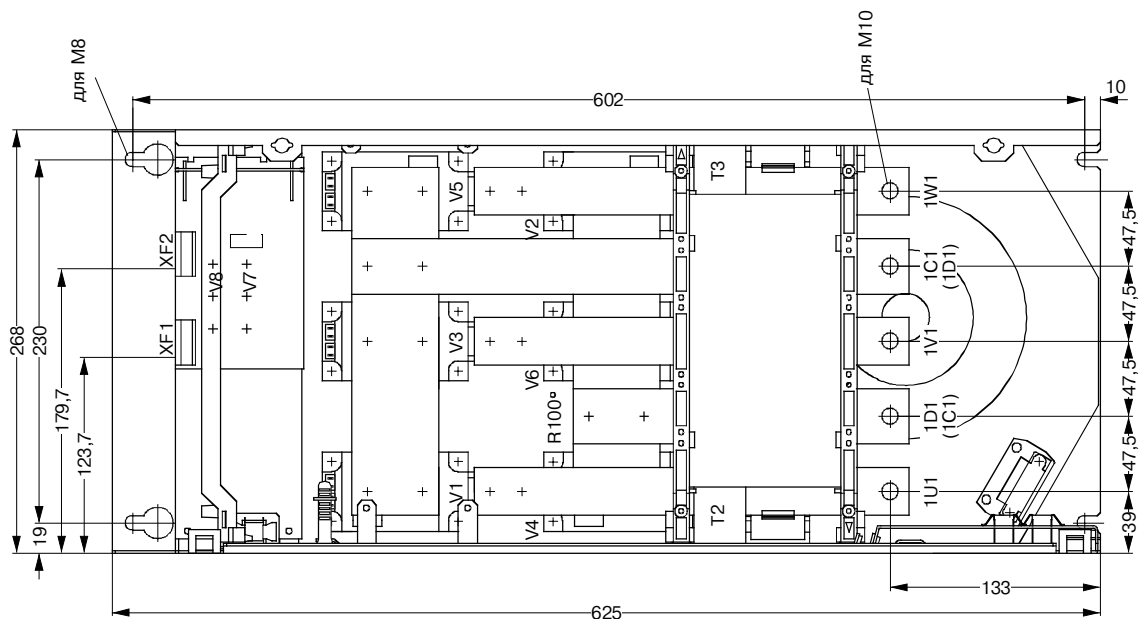 для M8
для M10
602
10
268
230
179,7
123,7
19
XF2
XF1
V8
V7
V5
V2
V3
V6
R100
V1
V4
T3
T2
1W1
1C1
(1D1)
1V1
1D1
(1C1)
1U1
47,5
47,5
47,5
47,5
39
133
625